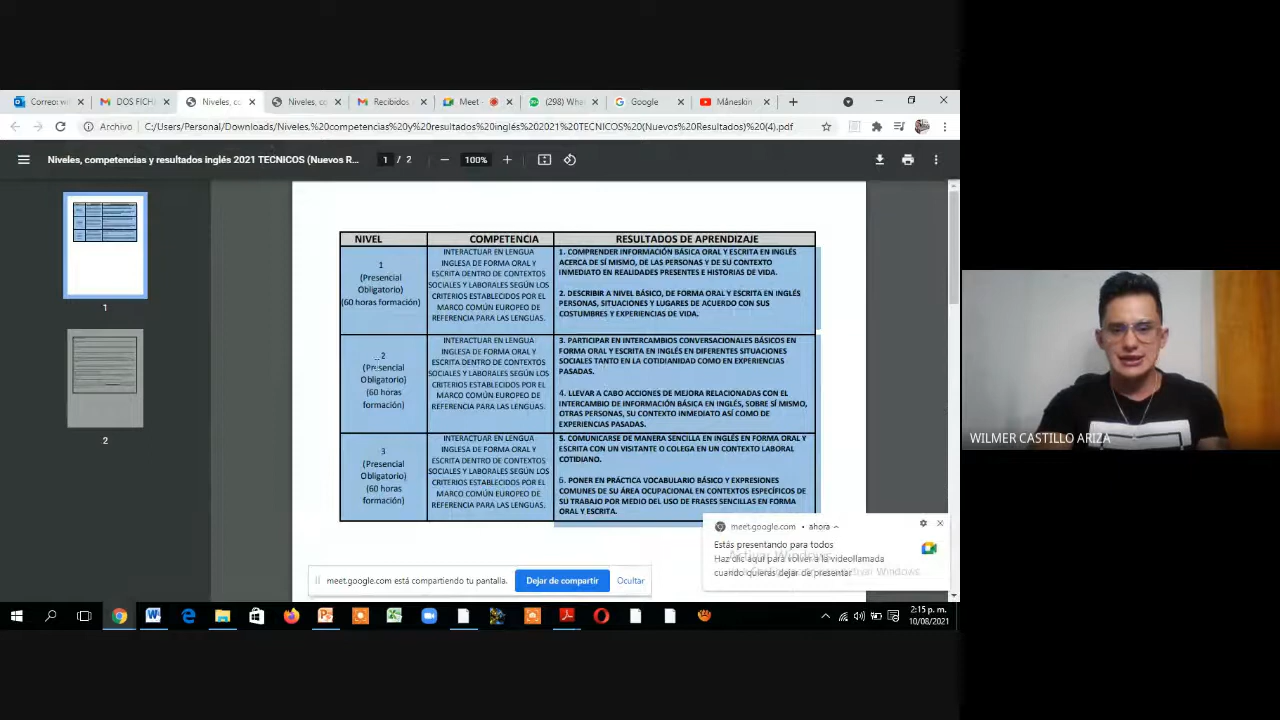 Correo: w
DOS FICH
Niveles, co
Niveles, co
Recibidos
Meet -
(298) Wha
Google
Måneskin
Archivo
C:/Users/Personal/Downloads/Niveles,%20competencias%20y%20resultados%20inglés%202021%20TECNICOS%20(Nuevos%20Resultados)%20(4).pdf
Niveles, competencias y resultados inglés 2021 TECNICOS (Nuevos R...
1 / 2
100%
1
2
NIVEL
COMPETENCIA
RESULTADOS DE APRENDIZAJE
1
(Presencial
Obligatorio)
(60 horas formación)
INTERACTUAR EN LENGUA
INGLESA DE FORMA ORAL Y
ESCRITA DENTRO DE CONTEXTOS
SOCIALES Y LABORALES SEGÚN LOS
CRITERIOS ESTABLECIDOS POR EL
MARCO COMÚN EUROPEO DE
REFERENCIA PARA LAS LENGUAS.
1. COMPRENDER INFORMACIÓN BÁSICA ORAL Y ESCRITA EN INGLÉS
ACERCA DE SÍ MISMO, DE LAS PERSONAS Y DE SU CONTEXTO
INMEDIATO EN REALIDADES PRESENTES E HISTORIAS DE VIDA.
2. DESCRIBIR A NIVEL BÁSICO, DE FORMA ORAL Y ESCRITA EN INGLÉS
PERSONAS, SITUACIONES Y LUGARES DE ACUERDO CON SUS
COSTUMBRES Y EXPERIENCIAS DE VIDA.
2
(Presencial
Obligatorio)
(60 horas
formación)
INTERACTUAR EN LENGUA
INGLESA DE FORMA ORAL Y
ESCRITA DENTRO DE CONTEXTOS
SOCIALES Y LABORALES SEGÚN LOS
CRITERIOS ESTABLECIDOS POR EL
MARCO COMÚN EUROPEO DE
REFERENCIA PARA LAS LENGUAS.
3. PARTICIPAR EN INTERCAMBIOS CONVERSACIONALES BÁSICOS EN
FORMA ORAL Y ESCRITA EN INGLÉS EN DIFERENTES SITUACIONES
SOCIALES TANTO EN LA COTIDIANIDAD COMO EN EXPERIENCIAS
PASADAS.
4. LLEVAR A CABO ACCIONES DE MEJORA RELACIONADAS CON EL
INTERCAMBIO DE INFORMACIÓN BÁSICA EN INGLÉS, SOBRE SÍ MISMO,
OTRAS PERSONAS, SU CONTEXTO INMEDIATO ASÍ COMO DE
EXPERIENCIAS PASADAS.
3
(Presencial
Obligatorio)
(60 horas
formación)
INTERACTUAR EN LENGUA
INGLESA DE FORMA ORAL Y
ESCRITA DENTRO DE CONTEXTOS
SOCIALES Y LABORALES SEGÚN LOS
CRITERIOS ESTABLECIDOS POR EL
MARCO COMÚN EUROPEO DE
REFERENCIA PARA LAS LENGUAS.
5. COMUNICARSE DE MANERA SENCILLA EN INGLÉS EN FORMA ORAL Y
ESCRITA CON UN VISITANTE O COLEGA EN UN CONTEXTO LABORAL
COTIDIANO.
6. PONER EN PRÁCTICA VOCABULARIO BÁSICO Y EXPRESIONES
COMUNES DE SU ÁREA OCUPACIONAL EN CONTEXTOS ESPECÍFICOS DE
SU TRABAJO POR MEDIO DEL USO DE FRASES SENCILLAS EN FORMA
ORAL Y ESCRITA.
meet.google.com • ahora
Estás presentando para todos
Haz clic aquí para volver a la videollamada
cuando quieras dejar de presentar
Activar Windows
meet.google.com está compartiendo tu pantalla.
Dejar de compartir
Ocultar
2:15 p. m.
10/08/2021
WILMER CASTILLO ARIZA